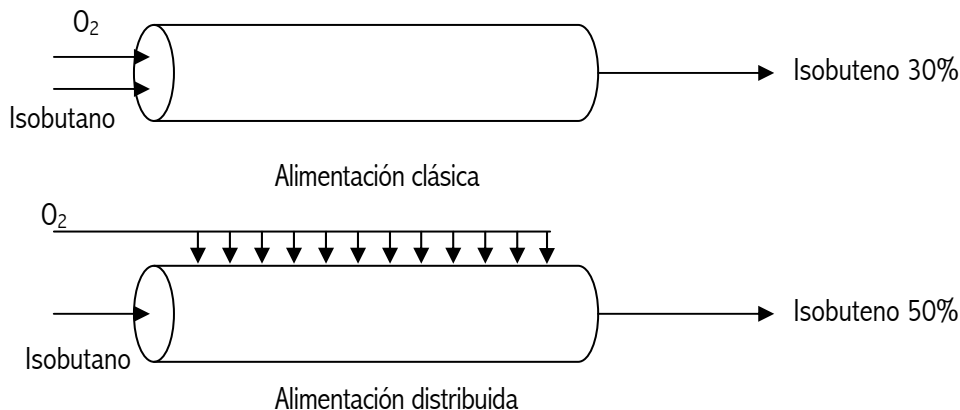 O₂
Isobuteno 30%
Isobutano
Alimentación clásica
O₂
Isobuteno 50%
Isobutano
Alimentación distribuida